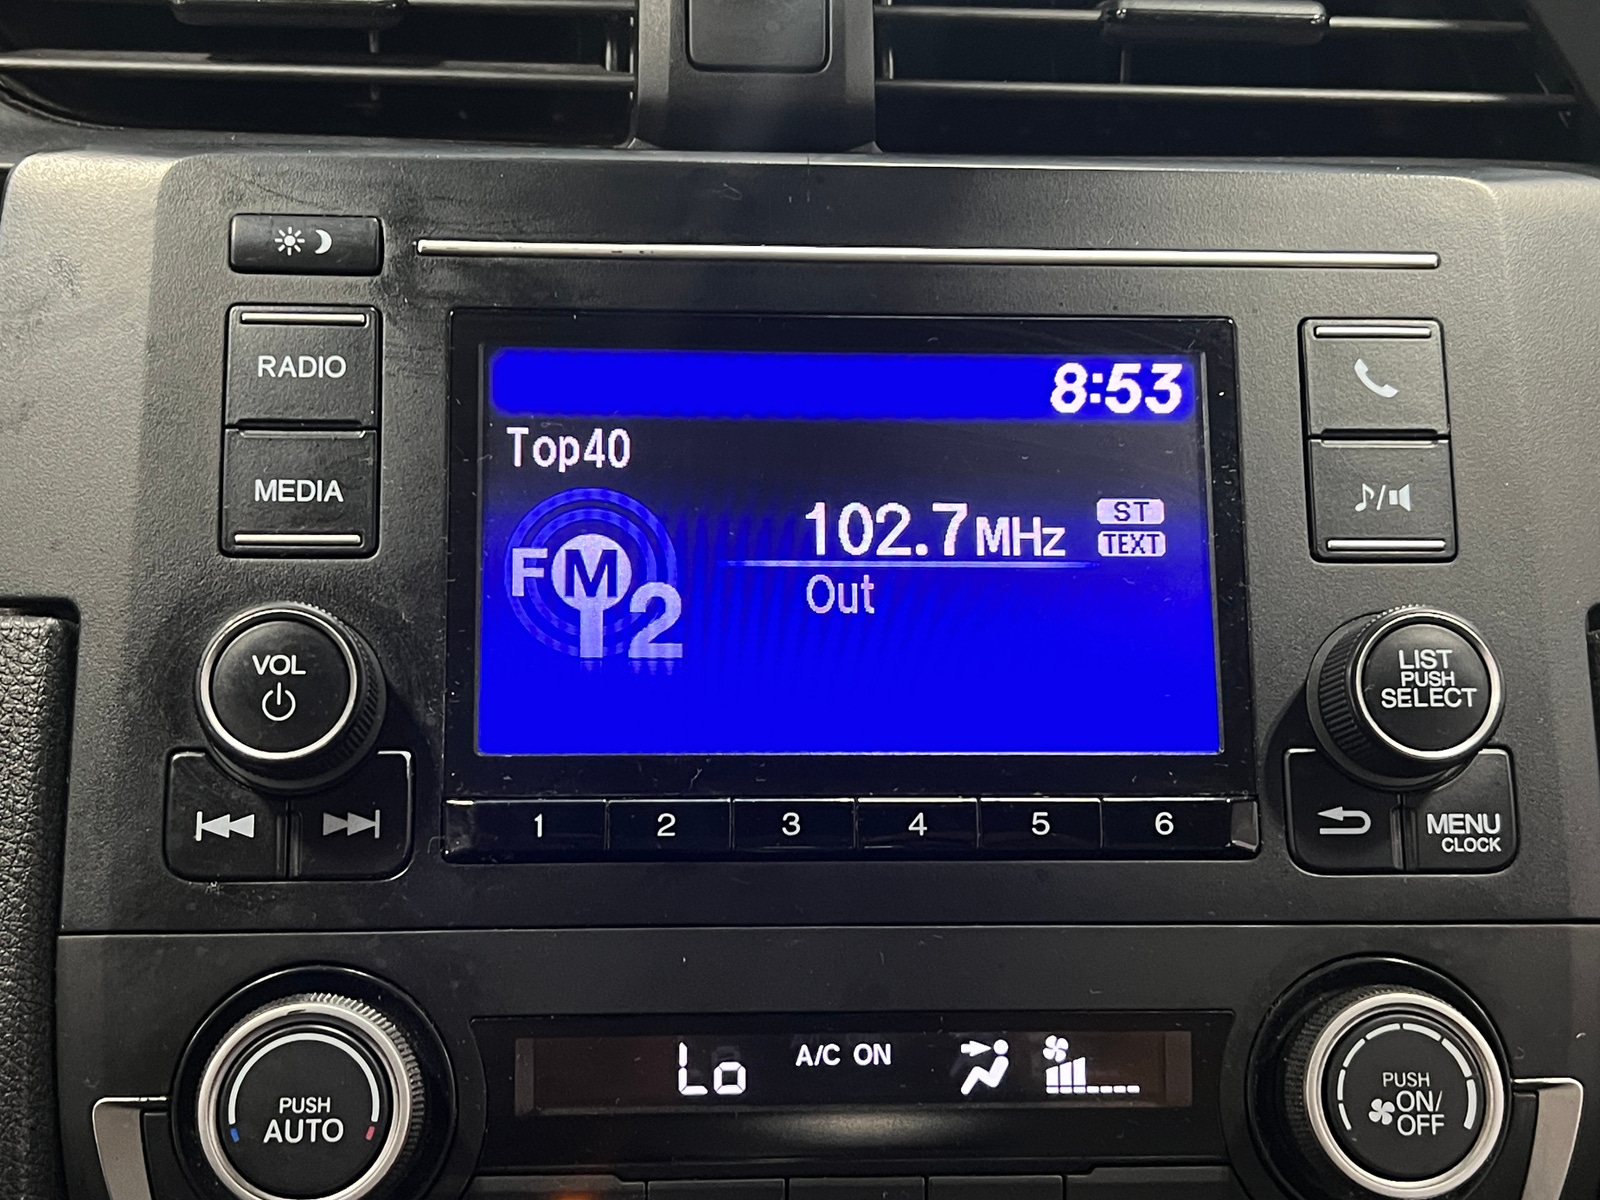 RADIO
MEDIA
VOL
8:53
Top40
FM2
102.7MHz
ST
TEXT
Out
LIST
PUSH
SELECT
MENU
CLOCK
1 2 3 4 5 6
PUSH
AUTO
Lo
A/C ON
PUSH
ON/
OFF